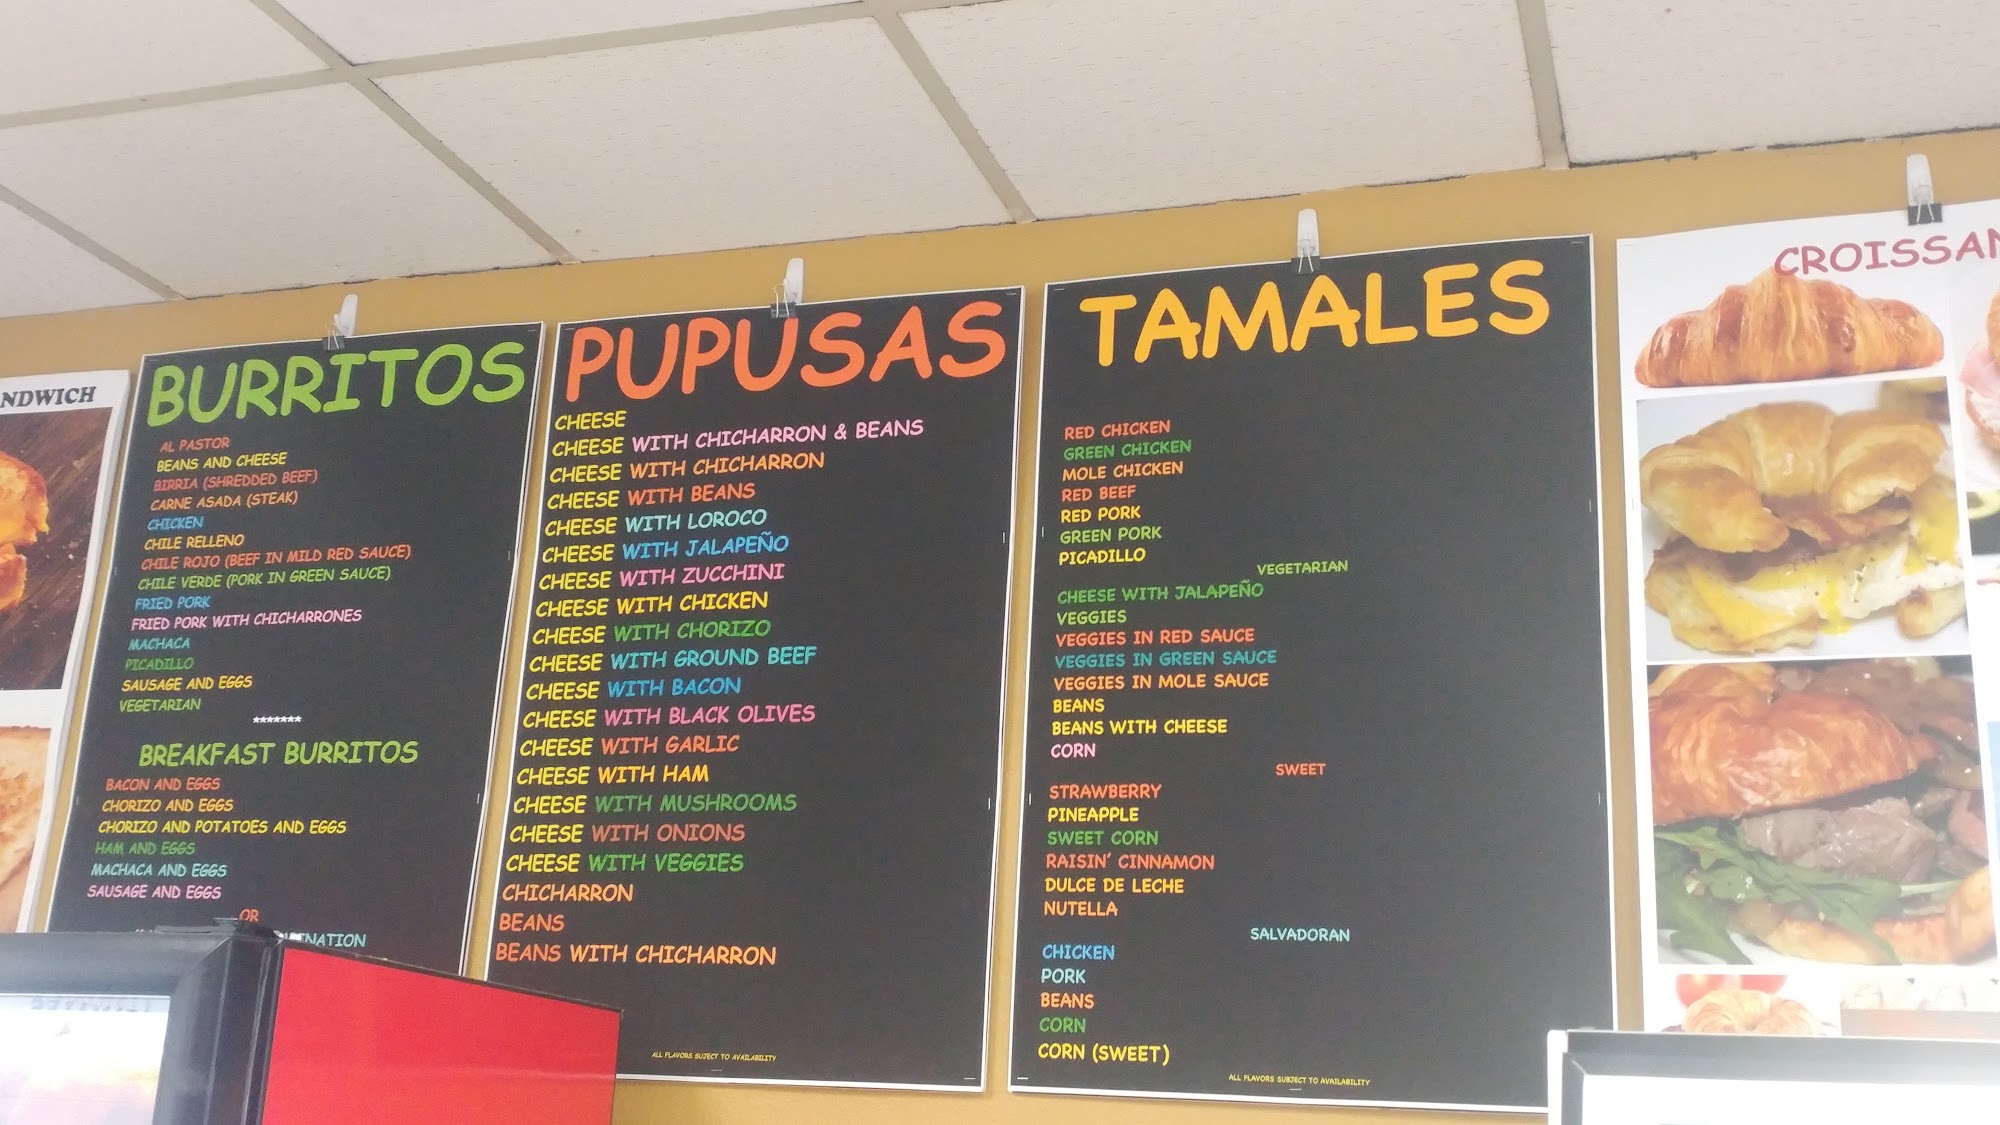 NDWICH
BURRITOS
AL PASTOR
BEANS AND CHEESE
BIRRIA (SHREDDED BEEF)
CARNE ASADA (STEAK)
CHICKEN
CHILE RELLENO
CHILE ROJO (BEEF IN MILD RED SAUCE)
CHILE VERDE (PORK IN GREEN SAUCE)
FRIED PORK
FRIED PORK WITH CHICHARRONES
MACHACA
PICADILLO
SAUSAGE AND EGGS
VEGETARIAN
*******
BREAKFAST BURRITOS
BACON AND EGGS
CHORIZO AND EGGS
CHORIZO AND POTATOES AND EGGS
HAM AND EGGS
MACHACA AND EGGS
SAUSAGE AND EGGS
OR
PUPUSAS
CHEESE
CHEESE WITH CHICHARRON & BEANS
CHEESE WITH CHICHARRON
CHEESE WITH BEANS
CHEESE WITH LOROCO
CHEESE WITH JALAPEÑO
CHEESE WITH ZUCCHINI
CHEESE WITH CHICKEN
CHEESE WITH CHORIZO
CHEESE WITH GROUND BEEF
CHEESE WITH BACON
CHEESE WITH BLACK OLIVES
CHEESE WITH GARLIC
CHEESE WITH HAM
CHEESE WITH MUSHROOMS
CHEESE WITH ONIONS
CHEESE WITH VEGGIES
CHICHARRON
BEANS
BEANS WITH CHICHARRON
ALL FLAVORS SUJECT TO AVAILABILITY
TAMALES
RED CHICKEN
GREEN CHICKEN
MOLE CHICKEN
RED BEEF
RED PORK
GREEN PORK
PICADILLO
VEGETARIAN
CHEESE WITH JALAPEÑO
VEGGIES
VEGGIES IN RED SAUCE
VEGGIES IN GREEN SAUCE
VEGGIES IN MOLE SAUCE
BEANS
BEANS WITH CHEESE
CORN
SWEET
STRAWBERRY
PINEAPPLE
SWEET CORN
RAISIN' CINNAMON
DULCE DE LECHE
NUTELLA
SALVADORAN
CHICKEN
PORK
BEANS
CORN
CORN (SWEET)
ALL FLAVORS SUBJECT TO AVAILABILITY
CROISSAN